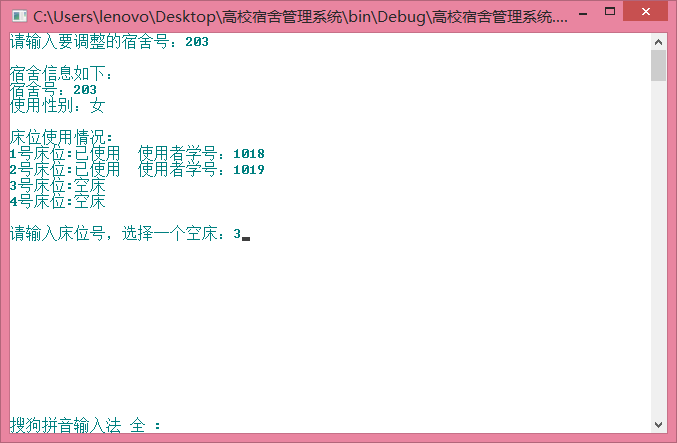 C:\Users\lenovo\Desktop\高校宿舍管理系统\bin\Debug\高校宿舍管理系统....
请输入要调整的宿舍号：203
宿舍信息如下：
宿舍号：203
使用性别：女
床位使用情况：
1号床位:已使用  使用者学号：1018
2号床位:已使用  使用者学号：1019
3号床位:空床
4号床位:空床
请输入床位号，选择一个空床：3
搜狗拼音输入法 全 ：